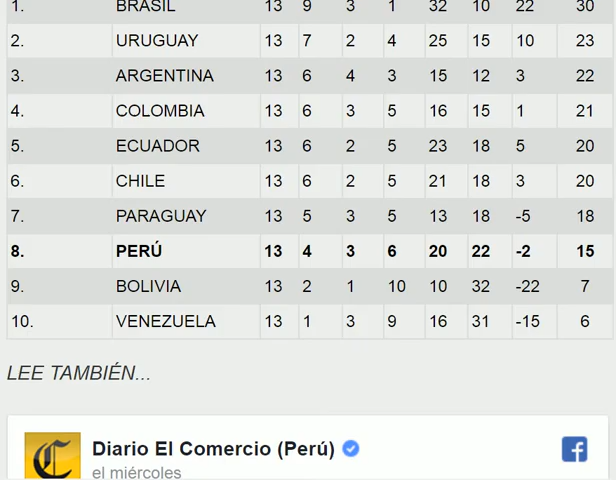 1. BRASIL 13 9 3 1 32 10 22 30
2. URUGUAY 13 7 2 4 25 15 10 23
3. ARGENTINA 13 6 4 3 15 12 3 22
4. COLOMBIA 13 6 3 5 16 15 1 21
5. ECUADOR 13 6 2 5 23 18 5 20
6. CHILE 13 6 2 5 21 18 3 20
7. PARAGUAY 13 5 3 5 13 18 -5 18
8. PERÚ 13 4 3 6 20 22 -2 15
9. BOLIVIA 13 2 1 10 10 32 -22 7
10. VENEZUELA 13 1 3 9 16 31 -15 6
LEE TAMBIÉN...
Diario El Comercio (Perú)
el miércoles